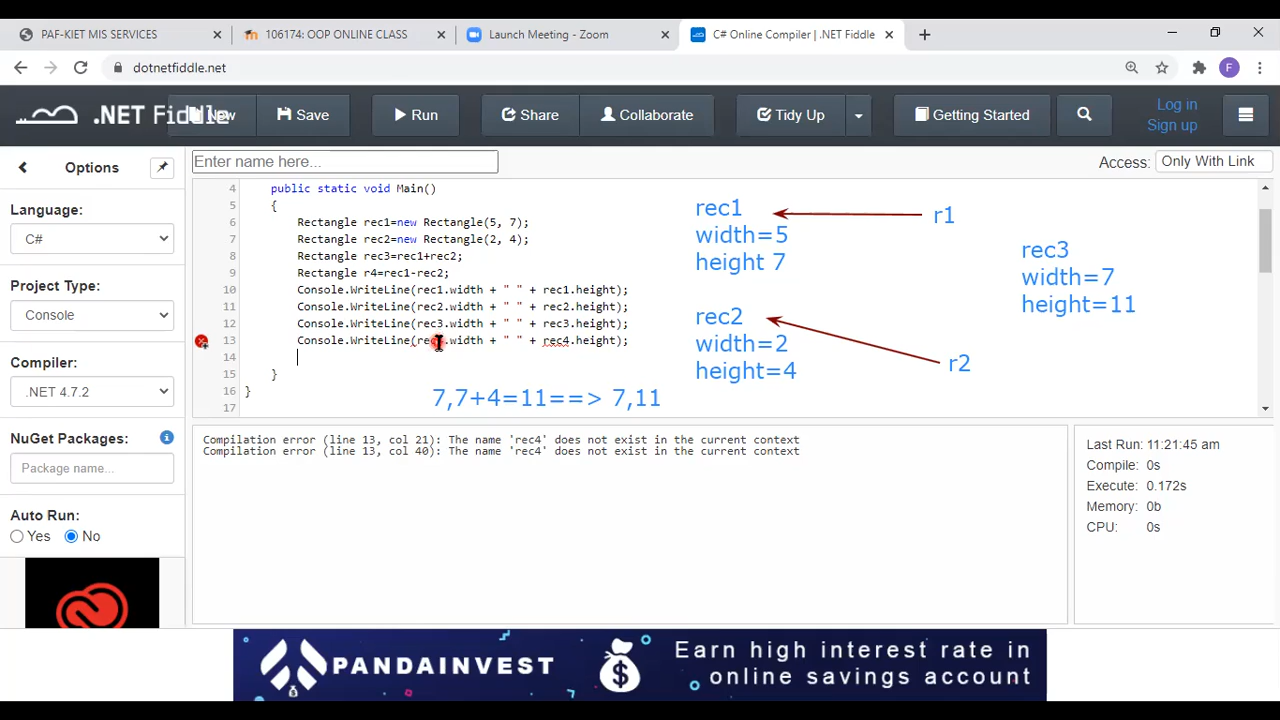 PAF-KIET MIS SERVICES
106174: OOP ONLINE CLASS
Launch Meeting - Zoom
C# Online Compiler | .NET Fiddle
dotnetfiddle.net
F
.NET Fiddle
New
Save
Run
Share
Collaborate
Tidy Up
Getting Started
Log in
Sign up
Options
Enter name here...
Access:
Only With Link
Language:
C#
Project Type:
Console
Compiler:
.NET 4.7.2
NuGet Packages:
Package name...
Auto Run:
Yes
No
4 public static void Main()
5 {
6 Rectangle rec1=new Rectangle(5, 7);
7 Rectangle rec2=new Rectangle(2, 4);
8 Rectangle rec3=rec1+rec2;
9 Rectangle r4=rec1-rec2;
10 Console.WriteLine(rec1.width + " " + rec1.height);
11 Console.WriteLine(rec2.width + " " + rec2.height);
12 Console.WriteLine(rec3.width + " " + rec3.height);
13 Console.WriteLine(rec4.width + " " + rec4.height);
14
15 }
16 }
17
rec1
width=5
height 7
r1
rec2
width=2
height=4
r2
rec3
width=7
height=11
7,7+4=11==> 7,11
Compilation error (line 13, col 21): The name 'rec4' does not exist in the current context
Compilation error (line 13, col 40): The name 'rec4' does not exist in the current context
Last Run: 11:21:45 am
Compile: 0s
Execute: 0.172s
Memory: 0b
CPU: 0s
PANDAINVEST
$
Earn high interest rate in
online savings account